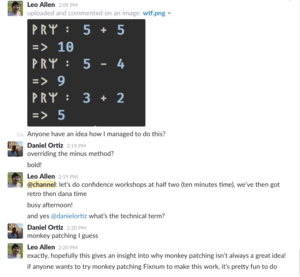 Leo Allen 2:09 PM
uploaded and commented on an image: wtf.png
ᚹᚱᛘ : 5 + 5
=> 10
ᚹᚱᛘ : 5 - 4
=> 9
ᚹᚱᛘ : 3 + 2
=> 5
Anyone have an idea how I managed to do this?
Daniel Ortiz 2:19 PM
overriding the minus method?
bold!
Leo Allen 2:19 PM
@channel: let's do confidence workshops at half two (ten minutes time), we've then got
retro then dana time
busy afternoon!
and yes @danielortiz what's the technical term?
Daniel Ortiz 2:20 PM
monkey patching I guess
Leo Allen 2:20 PM
exactly, hopefully this gives an insight into why monkey patching isn't always a great idea!
if anyone wants to try monkey patching Fixnum to make this work, it's pretty fun to do